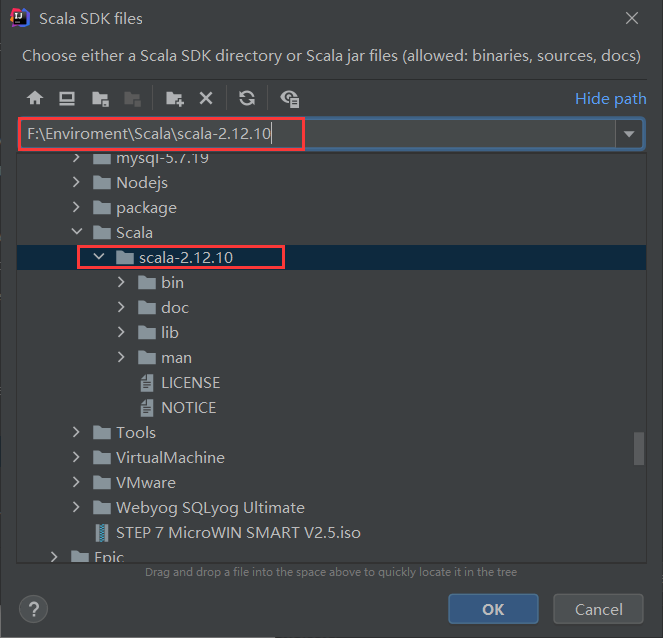 Scala SDK files
Choose either a Scala SDK directory or Scala jar files (allowed: binaries, sources, docs)
Hide path
F:\Enviroment\Scala\scala-2.12.10
mysql-5.7.19
Nodejs
package
Scala
scala-2.12.10
bin
doc
lib
man
LICENSE
NOTICE
Tools
VirtualMachine
VMware
Webyog SQLyog Ultimate
STEP 7 MicroWIN SMART V2.5.iso
Epic
Drag and drop a file into the space above to quickly locate it in the tree
?
OK
Cancel